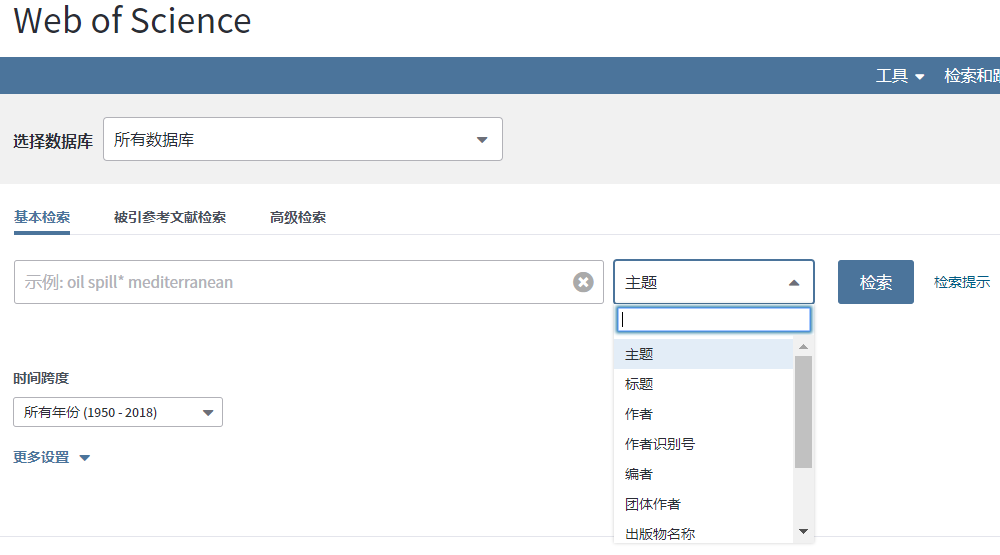 Web of Science
工具 检索和
选择数据库 所有数据库
基本检索 被引参考文献检索 高级检索
示例: oil spill* mediterranean 主题 检索 检索提示
主题
标题
作者
作者识别号
编者
团体作者
出版物名称
时间跨度
所有年份 (1950 - 2018)
更多设置